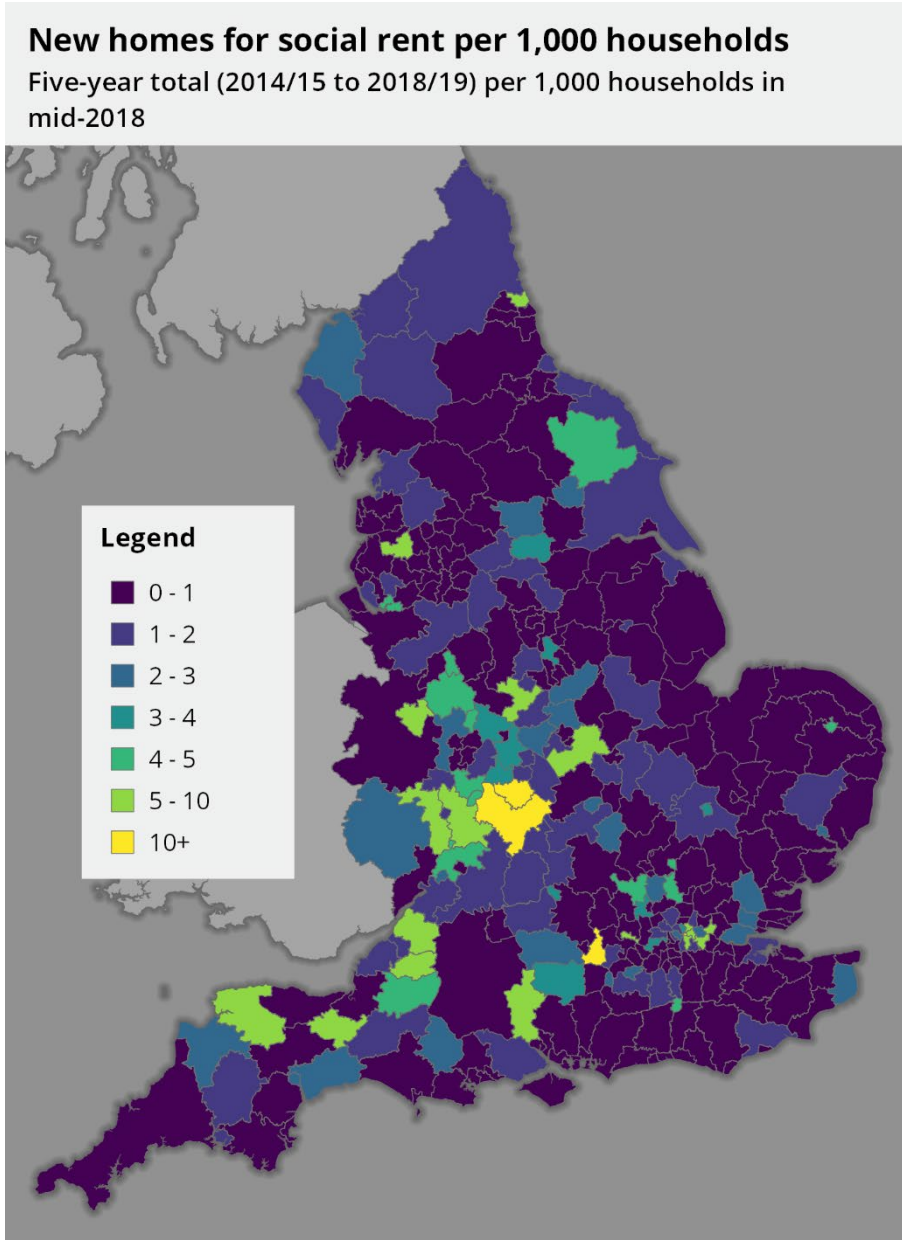 New homes for social rent per 1,000 households
Five-year total (2014/15 to 2018/19) per 1,000 households in
mid-2018
Legend
0 - 1
1 - 2
2 - 3
3 - 4
4 - 5
5 - 10
10+